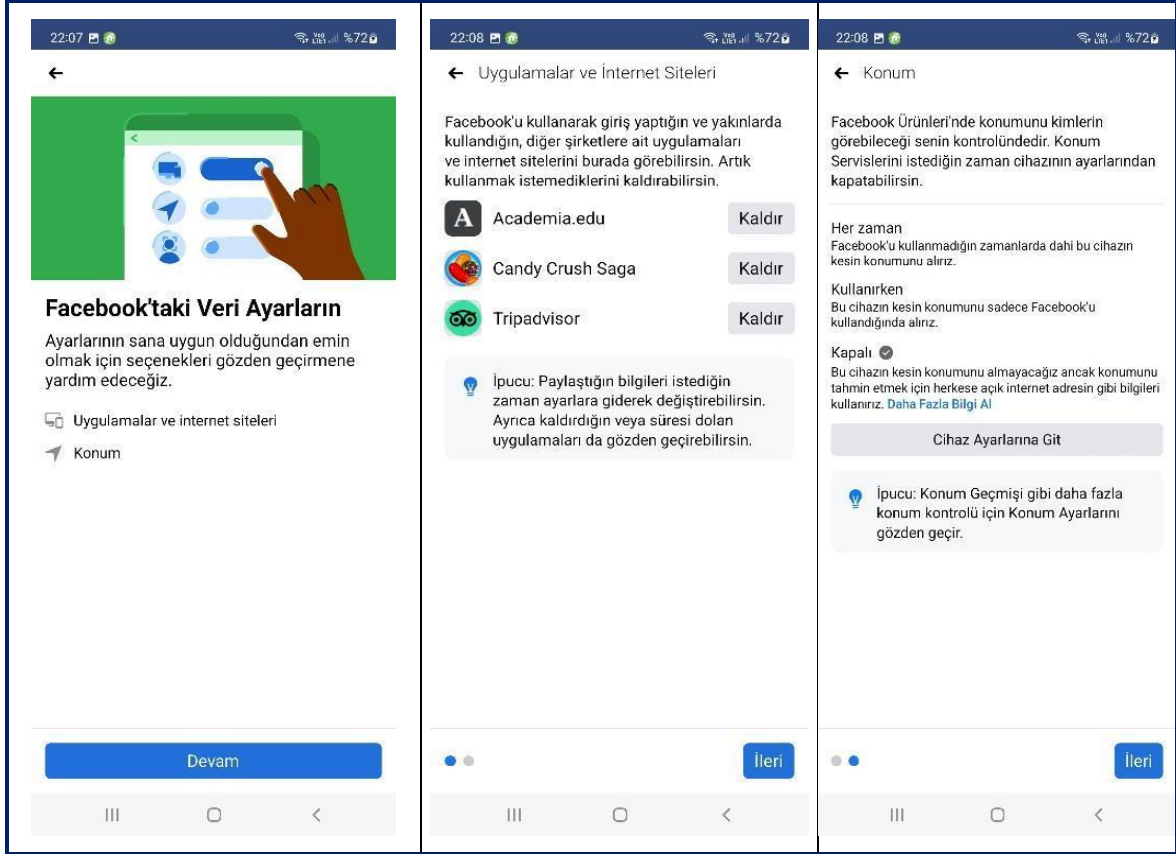 22:07
%72
Facebook'taki Veri Ayarların
Ayarlarının sana uygun olduğundan emin
olmak için seçenekleri gözden geçirmene
yardım edeceğiz.
Uygulamalar ve internet siteleri
Konum
Devam
22:08
%72
Uygulamalar ve İnternet Siteleri
Facebook'u kullanarak giriş yaptığın ve yakınlarda
kullandığın, diğer şirketlere ait uygulamaları
ve internet sitelerini burada görebilirsin. Artık
kullanmak istemediklerini kaldırabilirsin.
A Academia.edu Kaldır
Candy Crush Saga Kaldır
Tripadvisor Kaldır
İpucu: Paylaştığın bilgileri istediğin
zaman ayarlara giderek değiştirebilirsin.
Ayrıca kaldırdığın veya süresi dolan
uygulamaları da gözden geçirebilirsin.
İleri
22:08
%72
Konum
Facebook Ürünleri'nde konumunu kimlerin
görebileceği senin kontrolündedir. Konum
Servislerini istediğin zaman cihazının ayarlarından
kapatabilirsin.
Her zaman
Facebook'u kullanmadığın zamanlarda dahi bu cihazın
kesin konumunu alırız.
Kullanırken
Bu cihazın kesin konumunu sadece Facebook'u
kullandığında alırız.
Kapalı
Bu cihazın kesin konumunu almayacağız ancak konumunu
tahmin etmek için herkese açık internet adresin gibi bilgileri
kullanırız. Daha Fazla Bilgi Al
Cihaz Ayarlarına Git
İpucu: Konum Geçmişi gibi daha fazla
konum kontrolü için Konum Ayarlarını
gözden geçir.
İleri